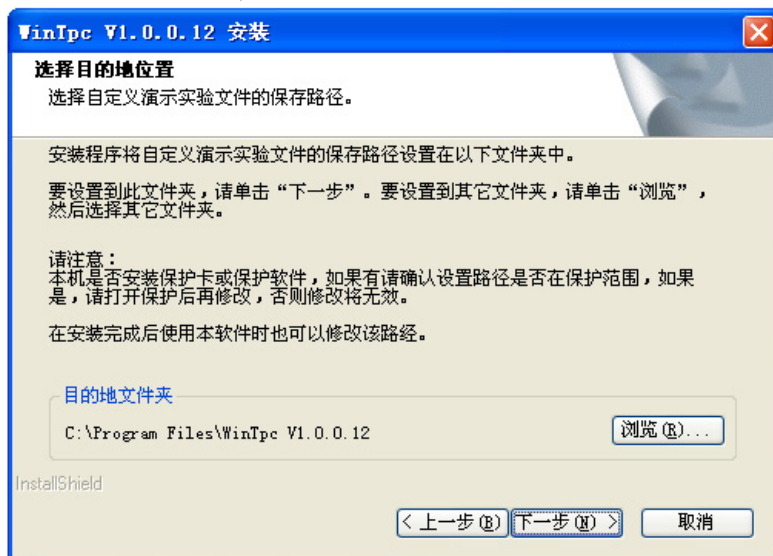 WinTpc V1.0.0.12 安装
选择目的地位置
选择自定义演示实验文件的保存路径。
安装程序将自定义演示实验文件的保存路径设置在以下文件夹中。
要设置到此文件夹，请单击“下一步”。要设置到其它文件夹，请单击“浏览”，
然后选择其它文件夹。
请注意：
本机是否安装保护卡或保护软件，如果有请确认设置路径是否在保护范围，如果
是，请打开保护后再修改，否则修改将无效。
在安装完成后使用本软件时也可以修改该路经。
目的地文件夹
C:\Program Files\WinTpc V1.0.0.12
浏览(R)...
InstallShield
< 上一步(B) 下一步(N) > 取消